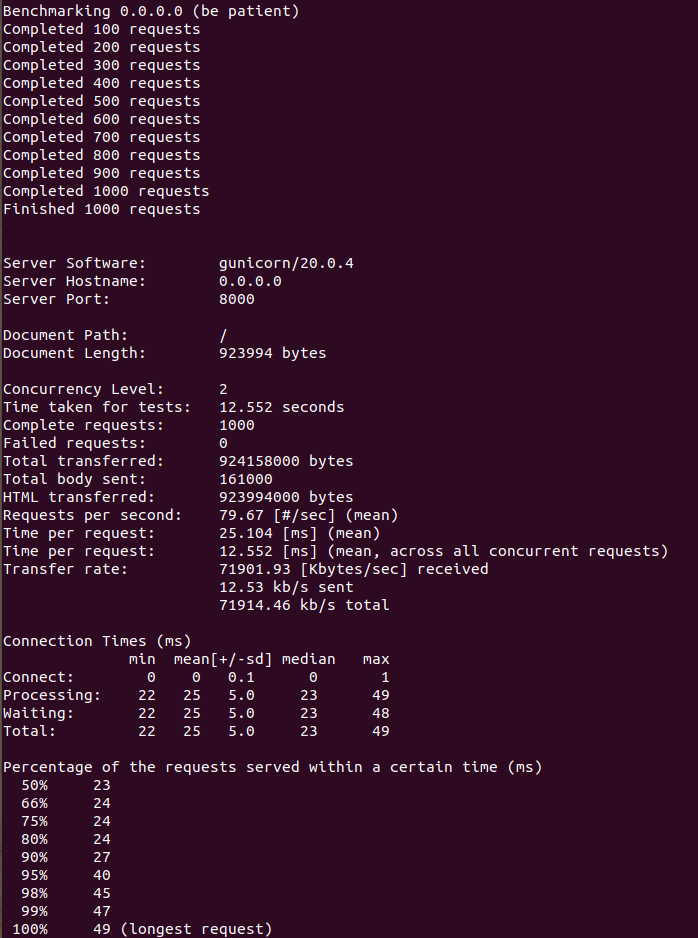 Benchmarking 0.0.0.0 (be patient)
Completed 100 requests
Completed 200 requests
Completed 300 requests
Completed 400 requests
Completed 500 requests
Completed 600 requests
Completed 700 requests
Completed 800 requests
Completed 900 requests
Completed 1000 requests
Finished 1000 requests


Server Software:        gunicorn/20.0.4
Server Hostname:        0.0.0.0
Server Port:            8000

Document Path:          /
Document Length:        923994 bytes

Concurrency Level:      2
Time taken for tests:   12.552 seconds
Complete requests:      1000
Failed requests:        0
Total transferred:      924158000 bytes
Total body sent:        161000
HTML transferred:       923994000 bytes
Requests per second:    79.67 [#/sec] (mean)
Time per request:       25.104 [ms] (mean)
Time per request:       12.552 [ms] (mean, across all concurrent requests)
Transfer rate:          71901.93 [Kbytes/sec] received
                        12.53 kb/s sent
                        71914.46 kb/s total

Connection Times (ms)
              min  mean[+/-sd] median   max
Connect:        0    0   0.1      0       1
Processing:    22   25   5.0     23      49
Waiting:       22   25   5.0     23      48
Total:         22   25   5.0     23      49

Percentage of the requests served within a certain time (ms)
  50%     23
  66%     24
  75%     24
  80%     24
  90%     27
  95%     40
  98%     45
  99%     47
 100%     49 (longest request)